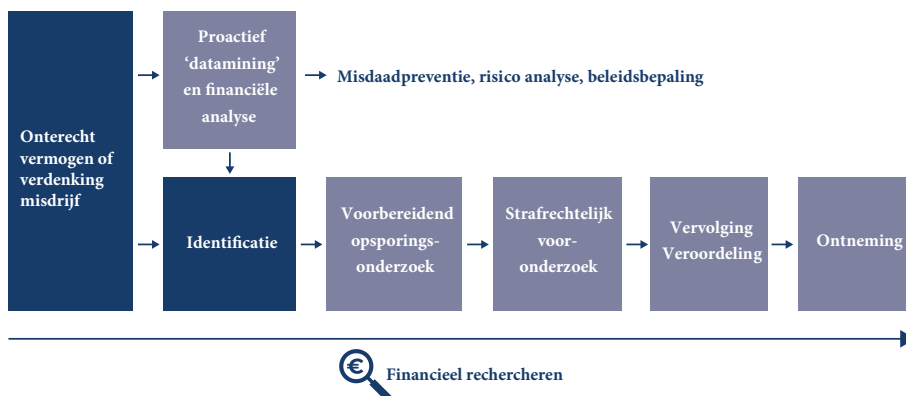 Onterecht
vermogen of
verdenking
misdrijf
Proactief
‘datamining’
en financiële
analyse
Misdaadpreventie, risico analyse, beleidsbepaling
Identificatie
Voorbereidend
opsporings-
onderzoek
Strafrechtelijk
voor-
onderzoek
Vervolging
Veroordeling
Ontneming
€
Financieel rechercheren